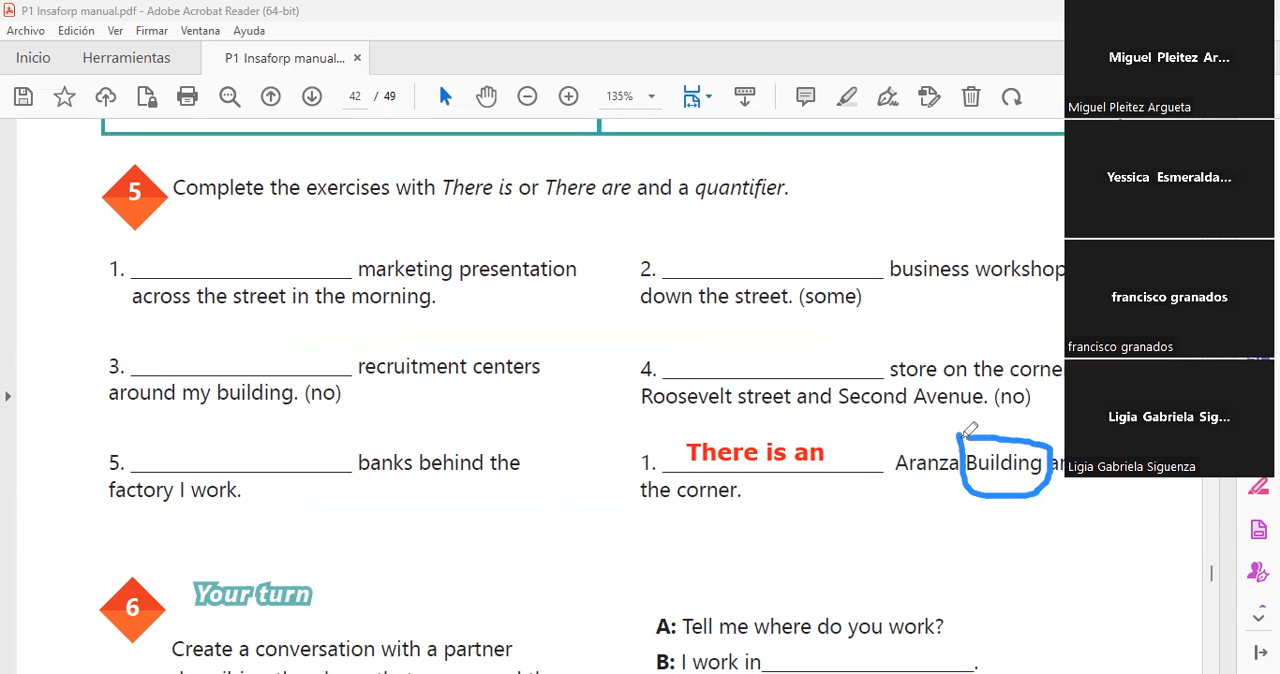 P1 Insaforp manual.pdf - Adobe Acrobat Reader (64-bit)
Archivo Edición Ver Firmar Ventana Ayuda
Inicio Herramientas P1 Insaforp manual... ×
42 / 49 135%
5 Complete the exercises with There is or There are and a quantifier.
1. ____________________ marketing presentation
across the street in the morning.
2. ____________________ business workshop
down the street. (some)
3. ____________________ recruitment centers
around my building. (no)
4. ____________________ store on the corne
Roosevelt street and Second Avenue. (no)
5. ____________________ banks behind the
factory I work.
1. There is an Aranza Building
the corner.
6 Your turn
Create a conversation with a partner
A: Tell me where do you work?
B: I work in____________________.
Miguel Pleitez Ar...
Miguel Pleitez Argueta
Yessica Esmeralda...
francisco granados
francisco granados
Ligia Gabriela Sig...
Ligia Gabriela Siguenza